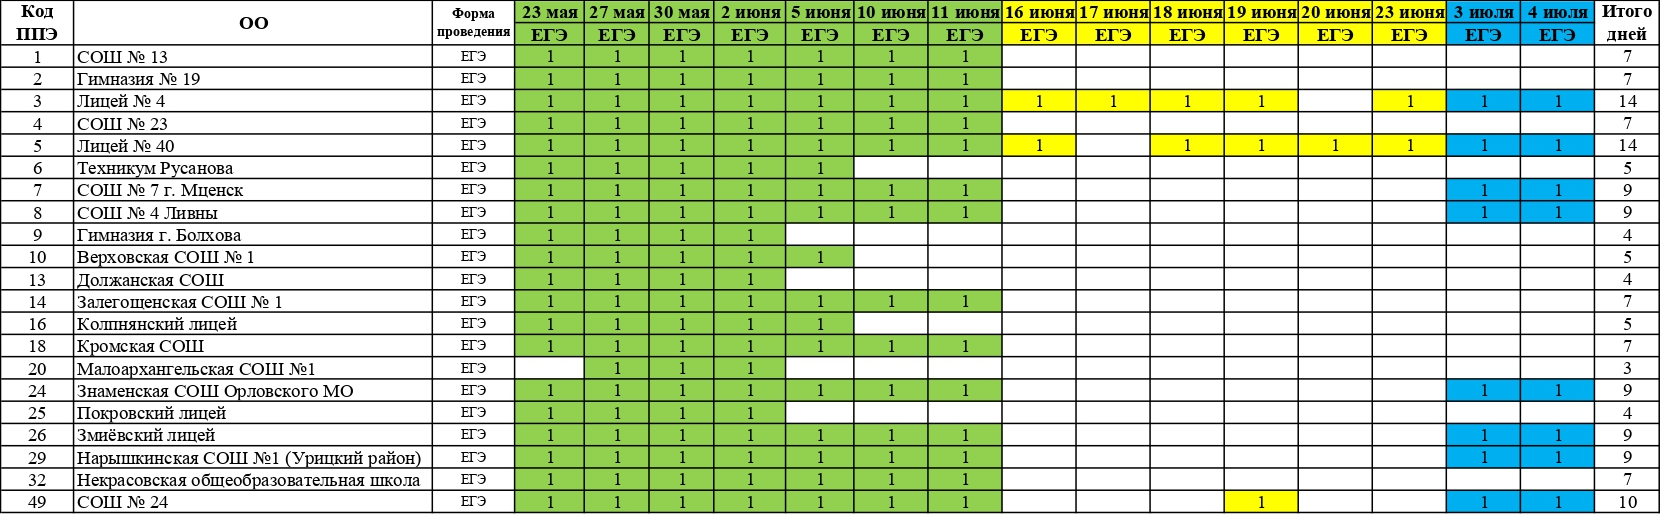 Код ППЭ ОО Форма проведения 23 мая 27 мая 30 мая 2 июня 5 июня 10 июня 11 июня 16 июня 17 июня 18 июня 19 июня 20 июня 23 июня 3 июля 4 июля Итого дней
ЕГЭ ЕГЭ ЕГЭ ЕГЭ ЕГЭ ЕГЭ ЕГЭ ЕГЭ ЕГЭ ЕГЭ ЕГЭ ЕГЭ ЕГЭ ЕГЭ ЕГЭ
1 СОШ № 13 ЕГЭ 1 1 1 1 1 1 1 7
2 Гимназия № 19 ЕГЭ 1 1 1 1 1 1 1 7
3 Лицей № 4 ЕГЭ 1 1 1 1 1 1 1 1 1 1 1 1 1 1 14
4 СОШ № 23 ЕГЭ 1 1 1 1 1 1 1 7
5 Лицей № 40 ЕГЭ 1 1 1 1 1 1 1 1 1 1 1 1 1 1 14
6 Техникум Русанова ЕГЭ 1 1 1 1 1 5
7 СОШ № 7 г. Мценск ЕГЭ 1 1 1 1 1 1 1 1 1 9
8 СОШ № 4 Ливны ЕГЭ 1 1 1 1 1 1 1 1 1 9
9 Гимназия г. Болхова ЕГЭ 1 1 1 1 4
10 Верховская СОШ № 1 ЕГЭ 1 1 1 1 1 5
13 Должанская СОШ ЕГЭ 1 1 1 1 4
14 Залегощенская СОШ № 1 ЕГЭ 1 1 1 1 1 1 1 7
16 Колпнянский лицей ЕГЭ 1 1 1 1 1 5
18 Кромская СОШ ЕГЭ 1 1 1 1 1 1 1 7
20 Малоархангельская СОШ №1 ЕГЭ 1 1 1 3
24 Знаменская СОШ Орловского МО ЕГЭ 1 1 1 1 1 1 1 1 1 9
25 Покровский лицей ЕГЭ 1 1 1 1 4
26 Змиёвский лицей ЕГЭ 1 1 1 1 1 1 1 1 1 9
29 Нарышкинская СОШ №1 (Урицкий район) ЕГЭ 1 1 1 1 1 1 1 1 1 9
32 Некрасовская общеобразовательная школа ЕГЭ 1 1 1 1 1 1 1 7
49 СОШ № 24 ЕГЭ 1 1 1 1 1 1 1 1 1 1 10